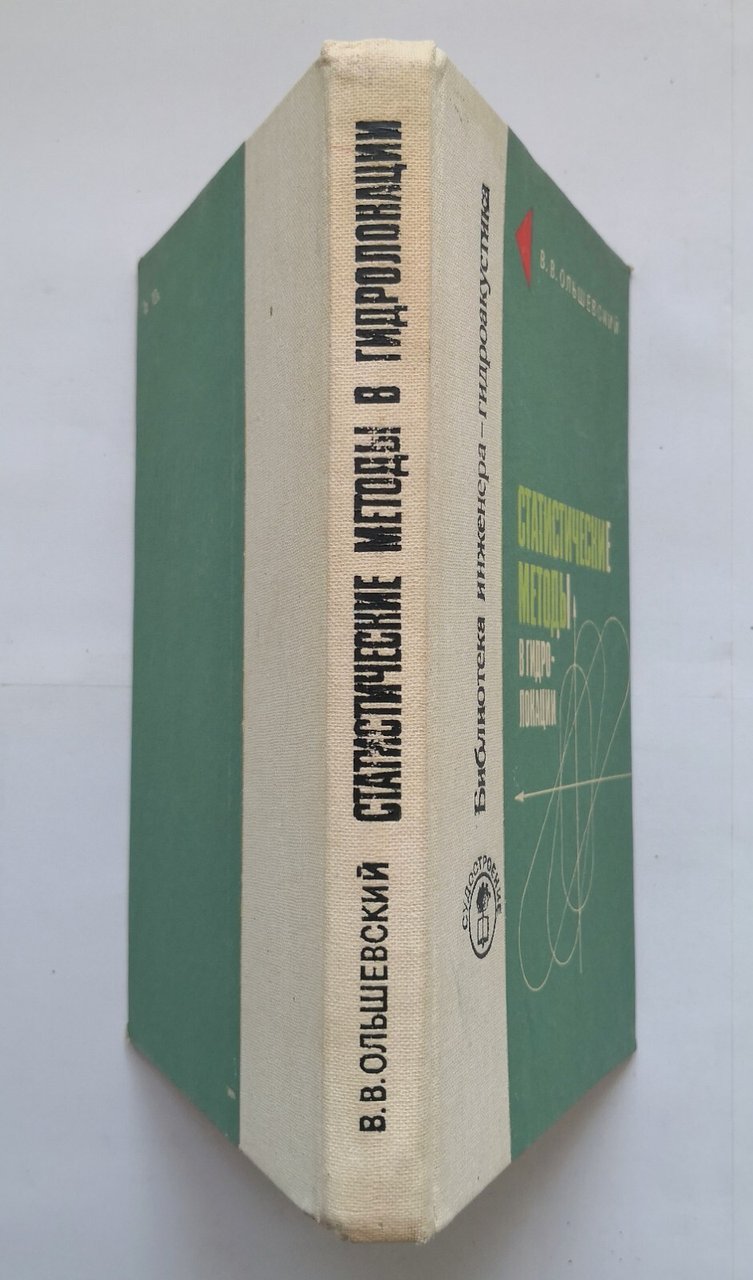 В. В. ОЛЬШЕВСКИЙ СТАТИСТИЧЕСКИЕ МЕТОДЫ В ГИДРОЛОКАЦИИ
Библиотека инженера-гидроакустика
СУДОСТРОЕНИЕ
В. В. ОЛЬШЕВСКИЙ
СТАТИСТИЧЕСКИЕ
МЕТОДЫ
В ГИДРО-
ЛОКАЦИИ